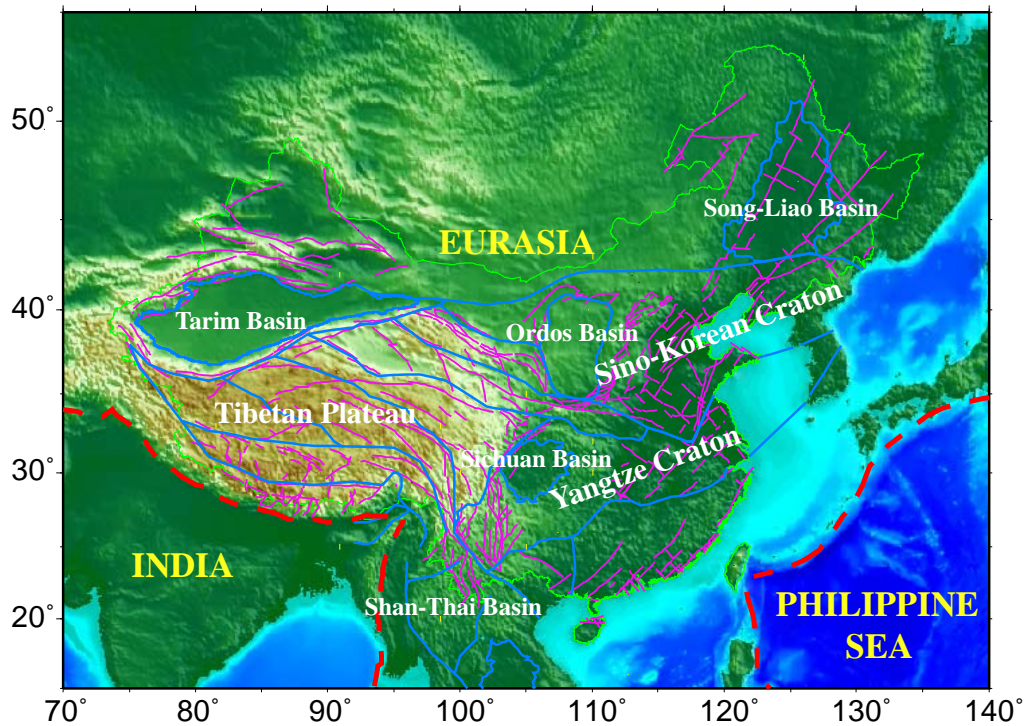 50°
Song-Liao Basin
EURASIA
40°
Tarim Basin
Ordos Basin
Sino-Korean Craton
Tibetan Plateau
Sichuan Basin
Yangtze Craton
30°
INDIA
Shan-Thai Basin
PHILIPPINE
SEA
20°
70° 80° 90° 100° 110° 120° 130° 140°